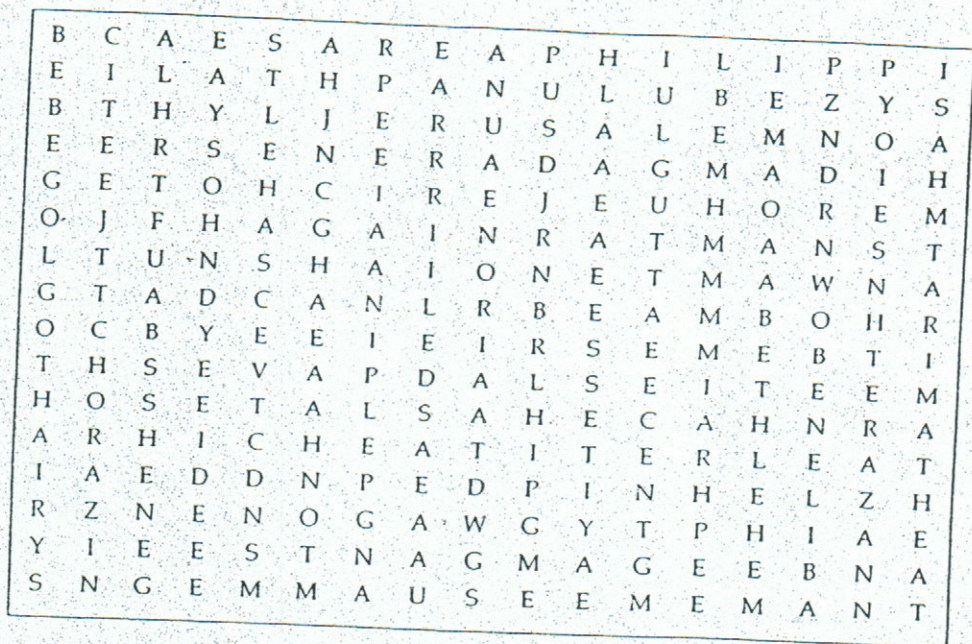 B C A E S A R E A P H I L I P P I
E I L A T H P A N U L U B E Z Y S
B T H Y L J E R U S A L E M N O A
E E R S E N E R A D A G M A D I H
G E T O H C I R E J E U H O R E M
O J F H A G A I N R A T M A N S T
L T U N S H A I O N E T M A W N A
G T A D C A N L R B E A M B O H R
O C B Y E E I E I R S E M E B T I
T H S E V A P D A L S E I T E E M
H O S E T A L S A H E C A H N R A
A R H I C H E A T I T E R L E A T
I A E D D N P E D P I N H E L Z H
R Z N E N O G A W G Y T P H I A E
Y I E E S T N A G M A G E E B N A
S N G E M M A U S E E M E M A N T